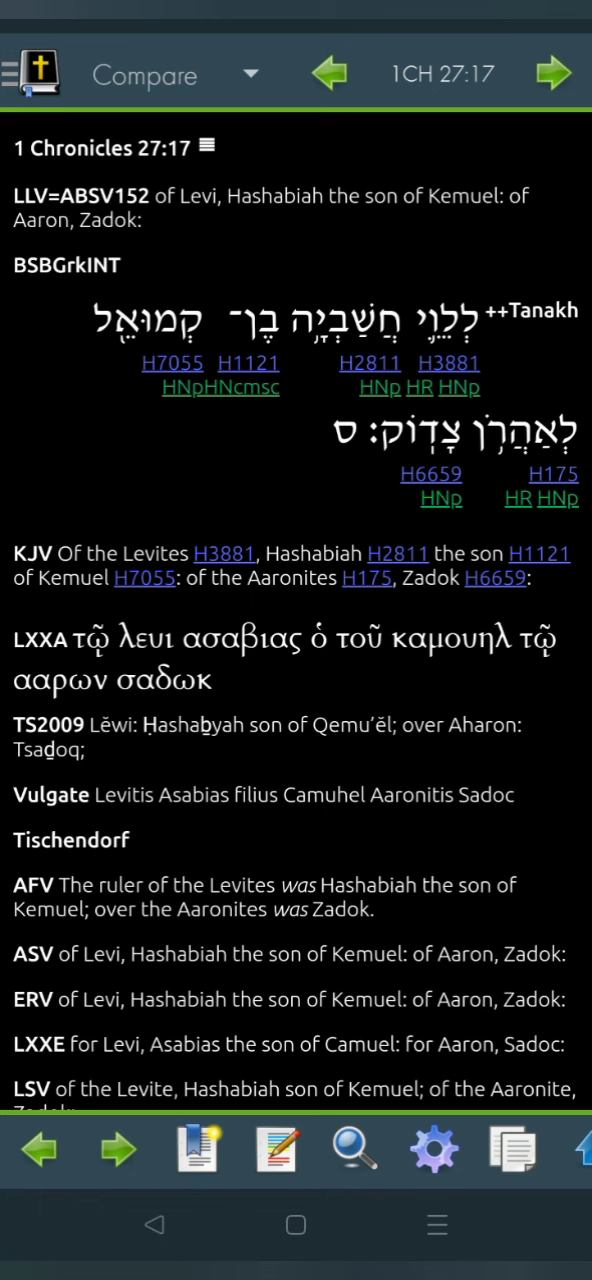 Compare
1CH 27:17
1 Chronicles 27:17
LLV=ABSV152 of Levi, Hashabiah the son of Kemuel: of
Aaron, Zadok:
BSBGrkINT
++Tanakh לְלֵוִ֕י חֲשַׁבְיָ֥ה בֶן־ קְמוּאֵ֖ל
H7055 H1121 H2811 H3881
HNpHNcmsc HNp HR HNp
לְאַהֲרֹ֥ן צָדֽוֹק׃ ס
H6659 H175
HNp HR HNp
KJV Of the Levites H3881, Hashabiah H2811 the son H1121
of Kemuel H7055: of the Aaronites H175, Zadok H6659:
LXXA τῷ λευι ασαβιας ὁ τοῦ καμουηλ τῷ
ααρων σαδωκ
TS2009 Lěwi: Ḥashaḇyah son of Qemu’ěl; over Aharon:
Tsaḏoq;
Vulgate Levitis Asabias filius Camuhel Aaronitis Sadoc
Tischendorf
AFV The ruler of the Levites was Hashabiah the son of
Kemuel; over the Aaronites was Zadok.
ASV of Levi, Hashabiah the son of Kemuel: of Aaron, Zadok:
ERV of Levi, Hashabiah the son of Kemuel: of Aaron, Zadok:
LXXE for Levi, Asabias the son of Camuel: for Aaron, Sadoc:
LSV of the Levite, Hashabiah son of Kemuel; of the Aaronite,